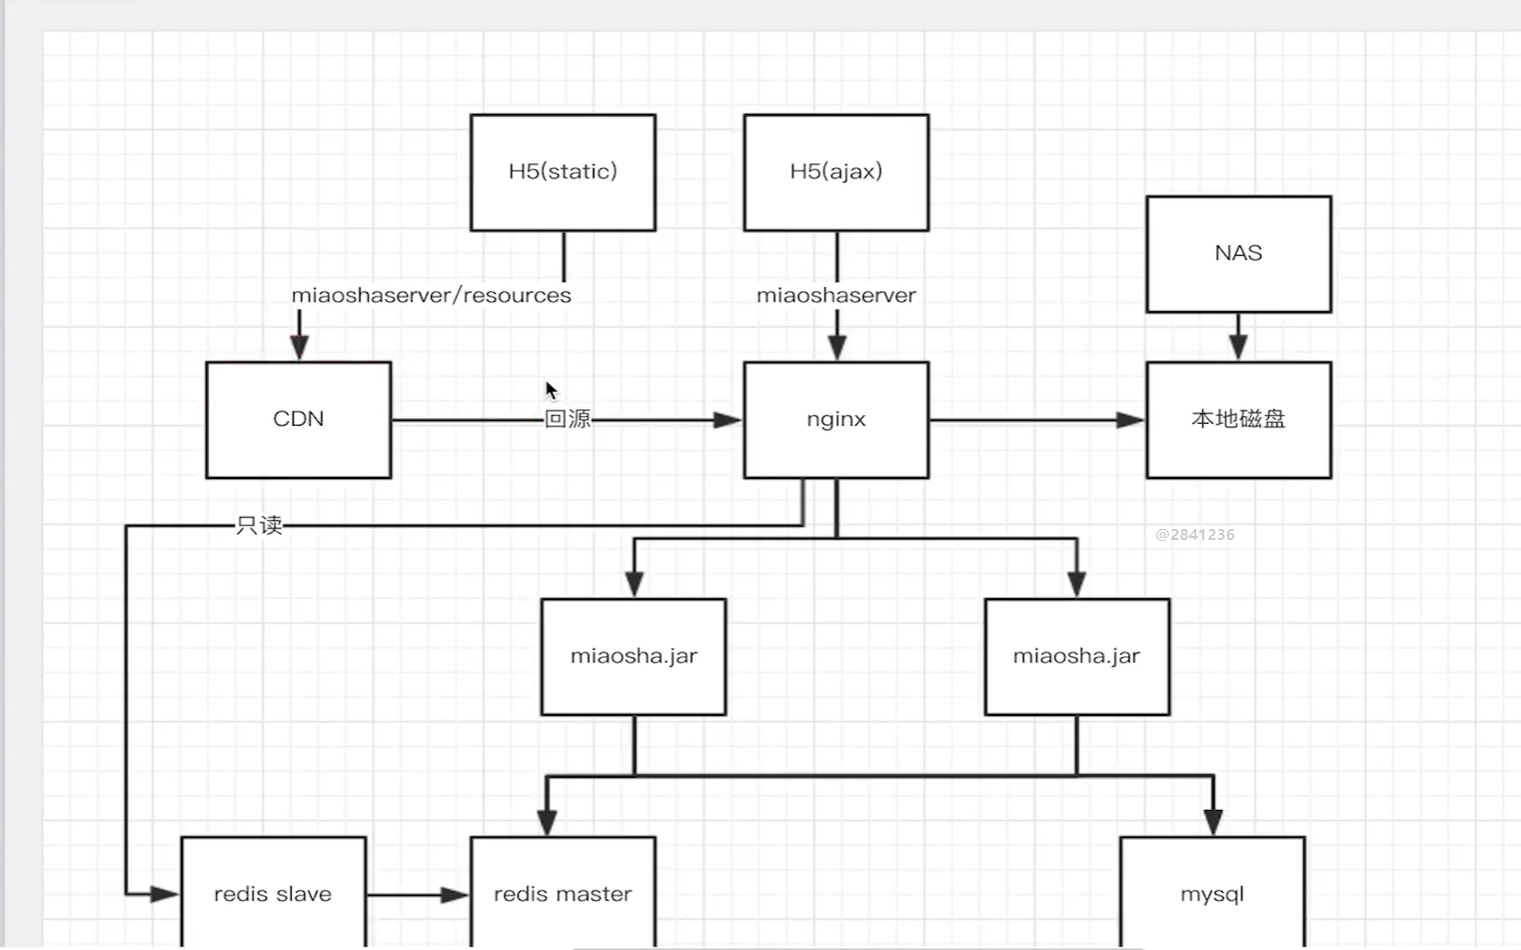 H5(static)
H5(ajax)
NAS
miaoshaserver/resources
miaoshaserver
CDN
回源
nginx
本地磁盘
只读
@2841236
miaosha.jar
miaosha.jar
redis slave
redis master
mysql